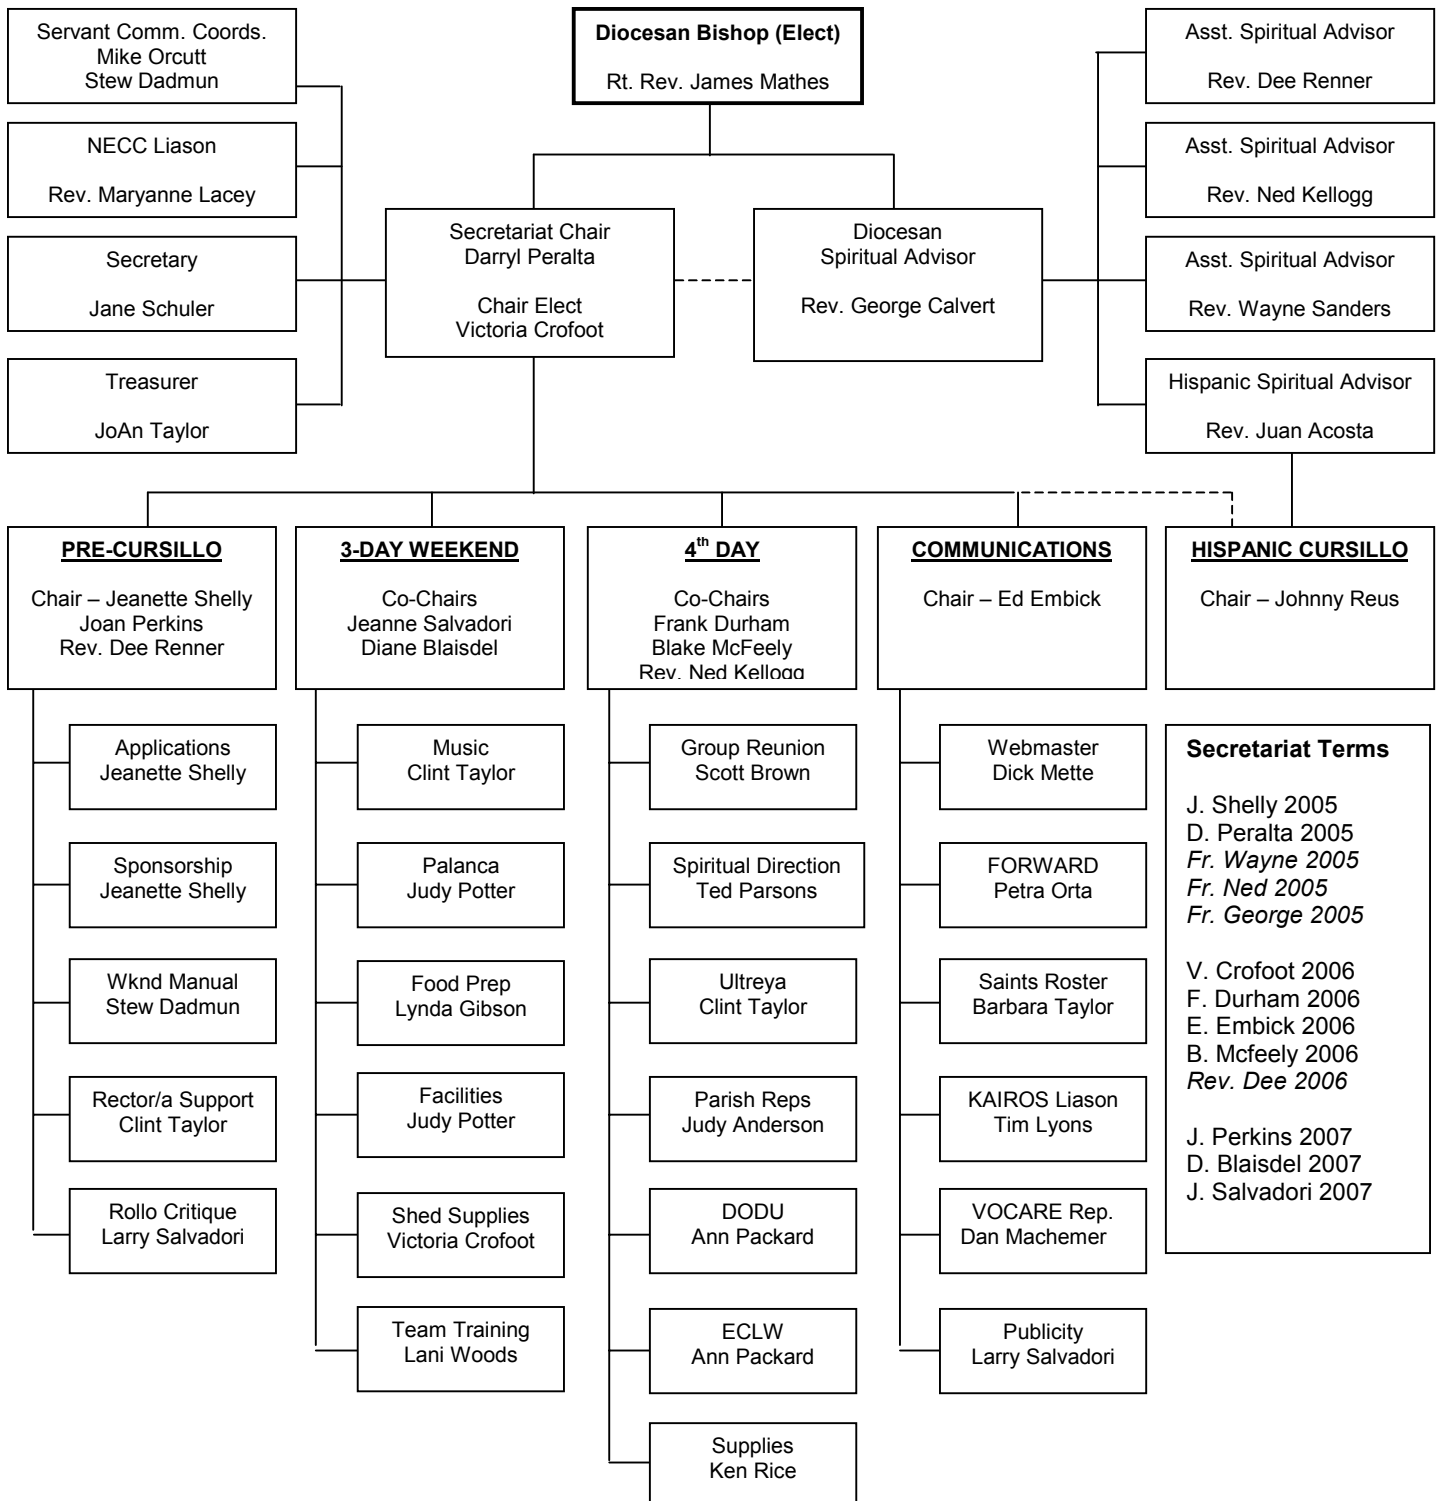 Servant Comm. Coords.
Mike Orcutt
Stew Dadmun
NECC Liason
Rev. Maryanne Lacey
Secretary
Jane Schuler
Treasurer
JoAn Taylor
Diocesan Bishop (Elect)
Rt. Rev. James Mathes
Secretariat Chair
Darryl Peralta
Chair Elect
Victoria Crofoot
Diocesan
Spiritual Advisor
Rev. George Calvert
Asst. Spiritual Advisor
Rev. Dee Renner
Asst. Spiritual Advisor
Rev. Ned Kellogg
Asst. Spiritual Advisor
Rev. Wayne Sanders
Hispanic Spiritual Advisor
Rev. Juan Acosta
PRE-CURSILLO
Chair – Jeanette Shelly
Joan Perkins
Rev. Dee Renner
Applications
Jeanette Shelly
Sponsorship
Jeanette Shelly
Wknd Manual
Stew Dadmun
Rector/a Support
Clint Taylor
Rollo Critique
Larry Salvadori
3-DAY WEEKEND
Co-Chairs
Jeanne Salvadori
Diane Blaisdel
Music
Clint Taylor
Palanca
Judy Potter
Food Prep
Lynda Gibson
Facilities
Judy Potter
Shed Supplies
Victoria Crofoot
Team Training
Lani Woods
4th DAY
Co-Chairs
Frank Durham
Blake McFeely
Rev. Ned Kellogg
Group Reunion
Scott Brown
Spiritual Direction
Ted Parsons
Ultreya
Clint Taylor
Parish Reps
Judy Anderson
DODU
Ann Packard
ECLW
Ann Packard
Supplies
Ken Rice
COMMUNICATIONS
Chair – Ed Embick
Webmaster
Dick Mette
FORWARD
Petra Orta
Saints Roster
Barbara Taylor
KAIROS Liason
Tim Lyons
VOCARE Rep.
Dan Machemer
Publicity
Larry Salvadori
HISPANIC CURSILLO
Chair – Johnny Reus
Secretariat Terms
J. Shelly 2005
D. Peralta 2005
Fr. Wayne 2005
Fr. Ned 2005
Fr. George 2005
V. Crofoot 2006
F. Durham 2006
E. Embick 2006
B. Mcfeely 2006
Rev. Dee 2006
J. Perkins 2007
D. Blaisdel 2007
J. Salvadori 2007